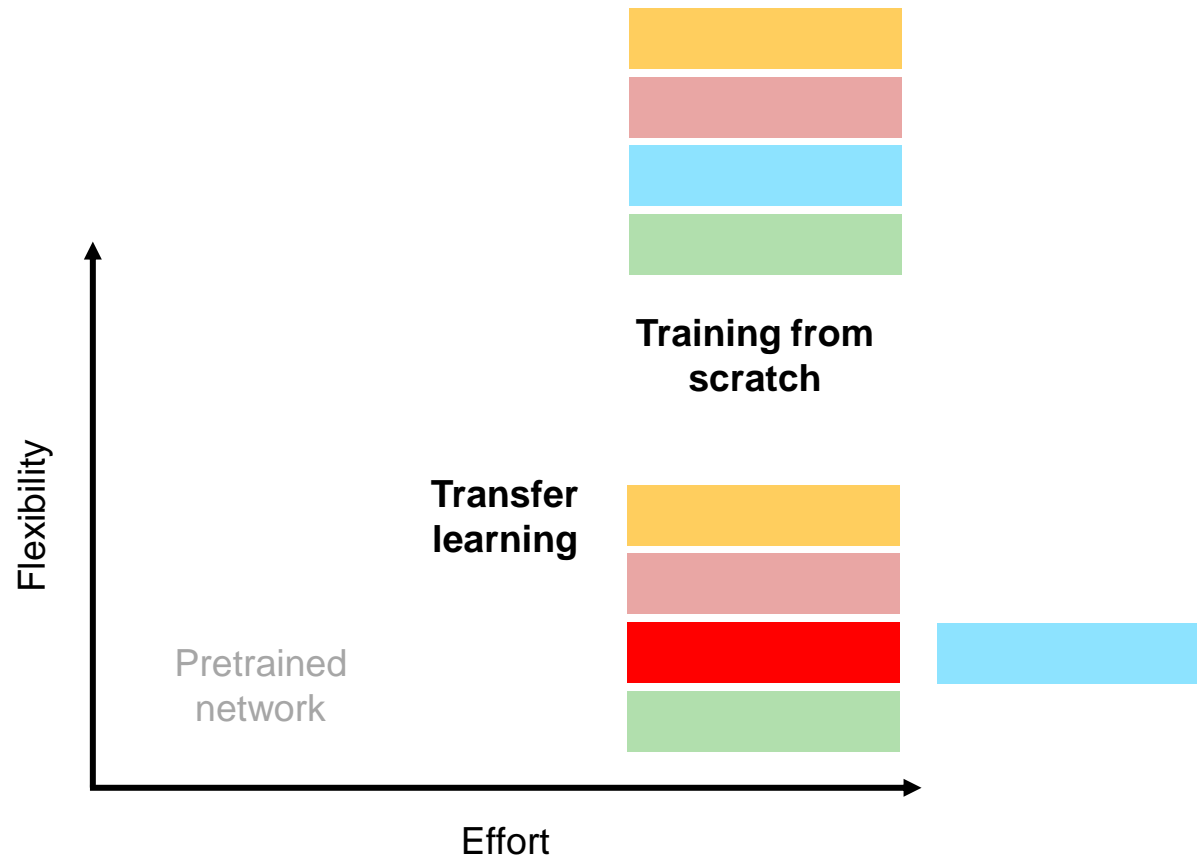 Training from
scratch
Transfer
learning
Flexibility
Pretrained
network
Effort